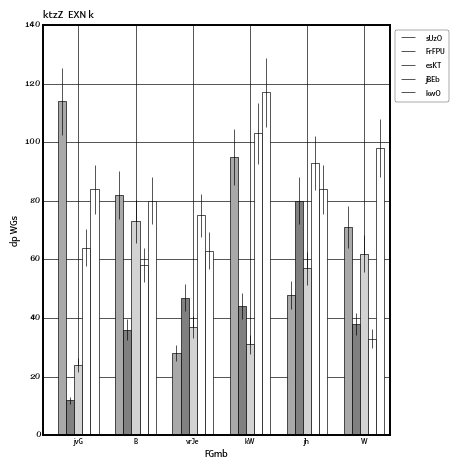 ktzZ EXN k
140
120
100
80
60
40
20
0
dp WGs
jvG
B
vrJe
kW
jh
W
FGmb
sUzO
FrFPU
esKT
jBEb
kwO